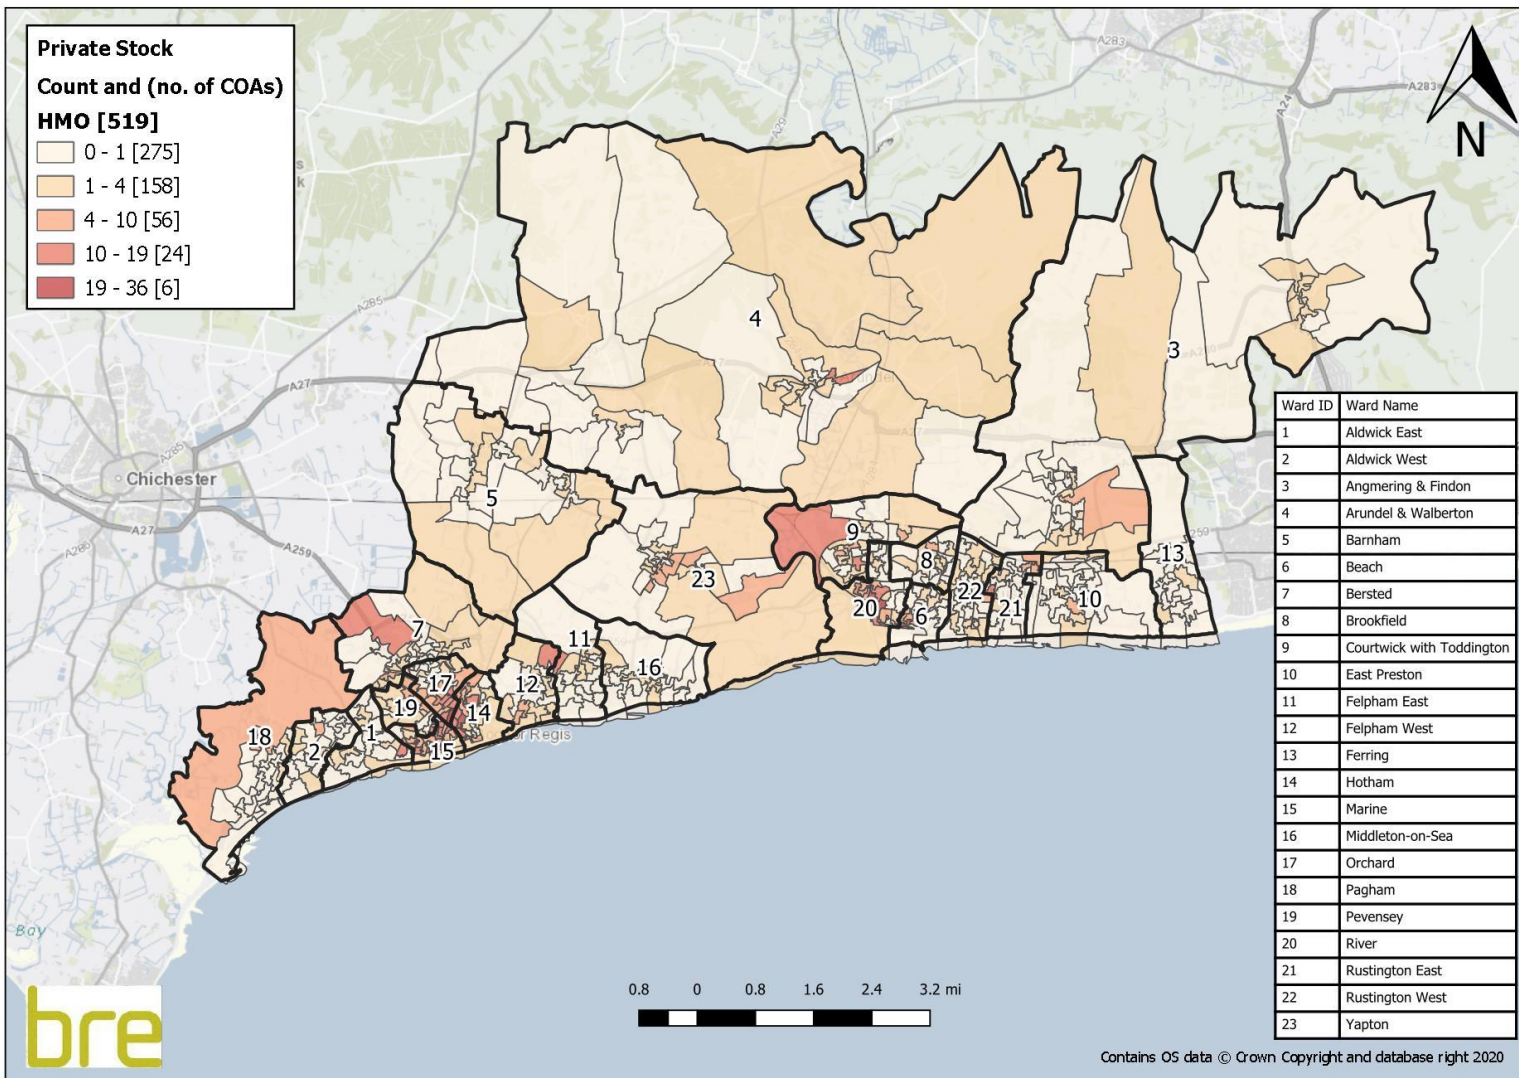 Private Stock
Count and (no. of COAs)
HMO [519]
0 - 1 [275]
1 - 4 [158]
4 - 10 [56]
10 - 19 [24]
19 - 36 [6]
A283
A29
A24
A283
N
A285
A27
4
3
A27
A285
Chichester
A27
A286
A259
5
9
13
A259
23
8
20
6
22
21
10
7
11
16
12
17
19
14
18
2
1
15
Regis
Bay
Ward ID Ward Name
1 Aldwick East
2 Aldwick West
3 Angmering & Findon
4 Arundel & Walberton
5 Barnham
6 Beach
7 Bersted
8 Brookfield
9 Courtwick with Toddington
10 East Preston
11 Felpham East
12 Felpham West
13 Ferring
14 Hotham
15 Marine
16 Middleton-on-Sea
17 Orchard
18 Pagham
19 Pevensey
20 River
21 Rustington East
22 Rustington West
23 Yapton
0.8 0 0.8 1.6 2.4 3.2 mi
bre
Contains OS data © Crown Copyright and database right 2020